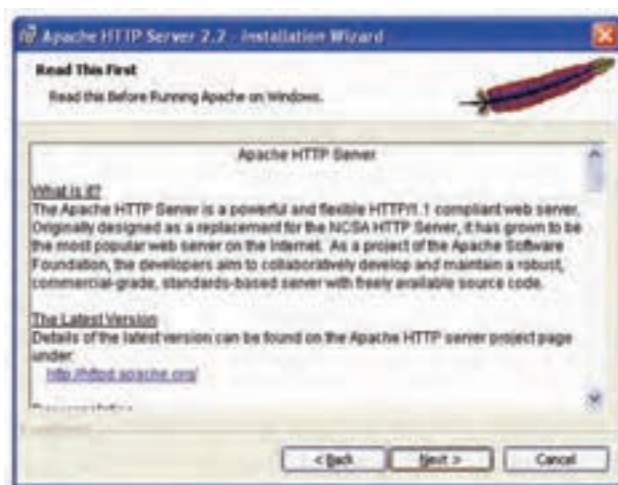 Apache HTTP Server 2.2 - Installation Wizard
Read This First
Read this Before Running Apache on Windows.
Apache HTTP Server
What is it?
The Apache HTTP Server is a powerful and flexible HTTP/1.1 compliant web server.
Originally designed as a replacement for the NCSA HTTP Server, it has grown to be
the most popular web server on the Internet. As a project of the Apache Software
Foundation, the developers aim to collaboratively develop and maintain a robust,
commercial-grade, standards-based server with freely available source code.
The Latest Version
Details of the latest version can be found on the Apache HTTP server project page
under:
http://httpd.apache.org/
< Back
Next >
Cancel